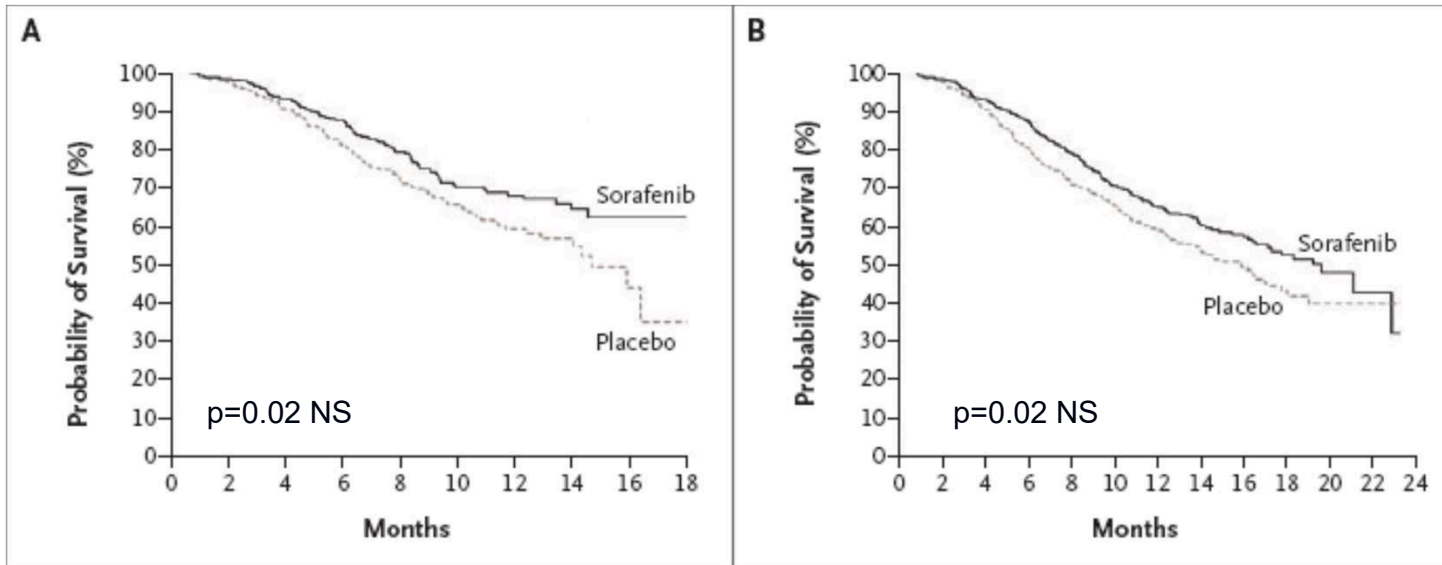 A
Probability of Survival (%)
100
90
80
70
60
50
40
30
20
10
0
Sorafenib
Placebo
p=0.02 NS
0 2 4 6 8 10 12 14 16 18
Months
B
Probability of Survival (%)
100
90
80
70
60
50
40
30
20
10
0
Sorafenib
Placebo
p=0.02 NS
0 2 4 6 8 10 12 14 16 18 20 22 24
Months